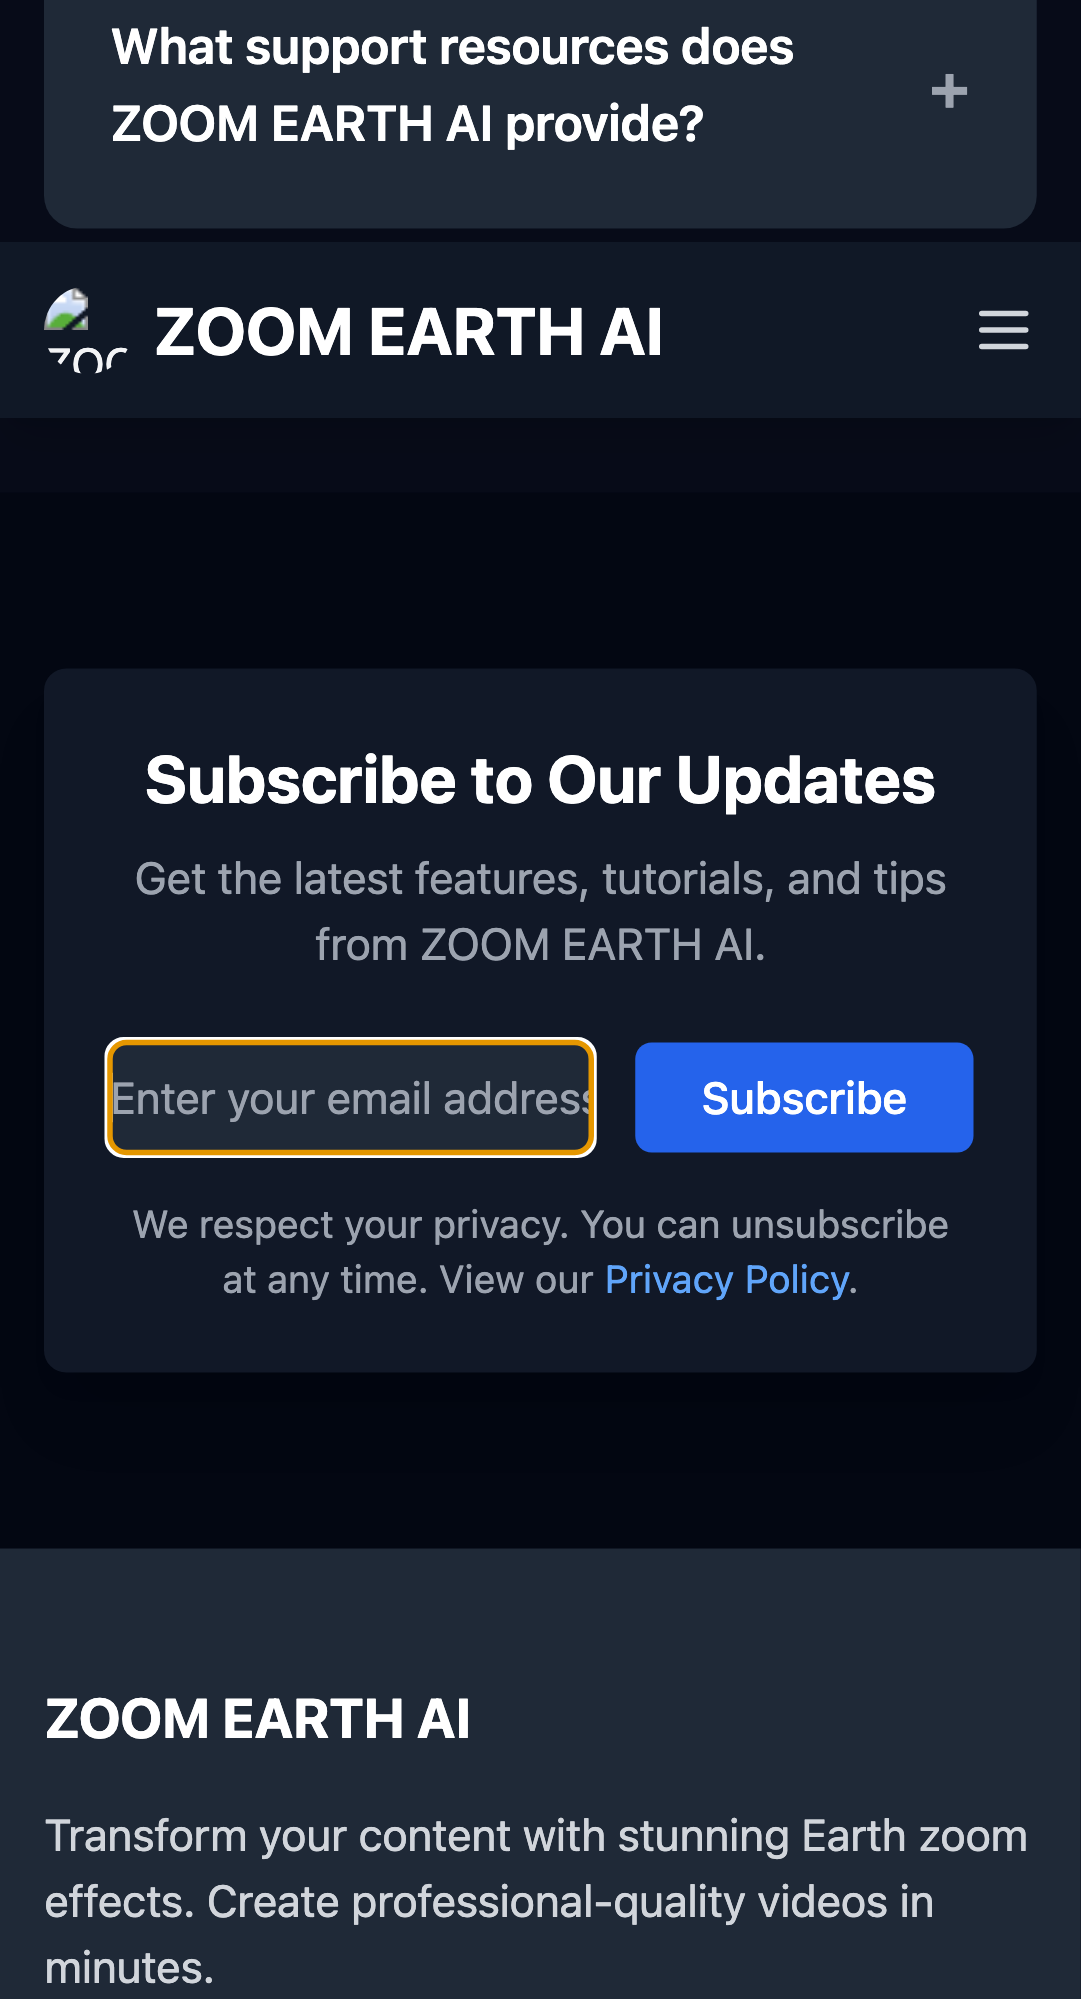 What support resources does
ZOOM EARTH AI provide?
ZOOM EARTH AI
Subscribe to Our Updates
Get the latest features, tutorials, and tips
from ZOOM EARTH AI.
Enter your email address
Subscribe
We respect your privacy. You can unsubscribe
at any time. View our Privacy Policy.
ZOOM EARTH AI
Transform your content with stunning Earth zoom
effects. Create professional-quality videos in
minutes.